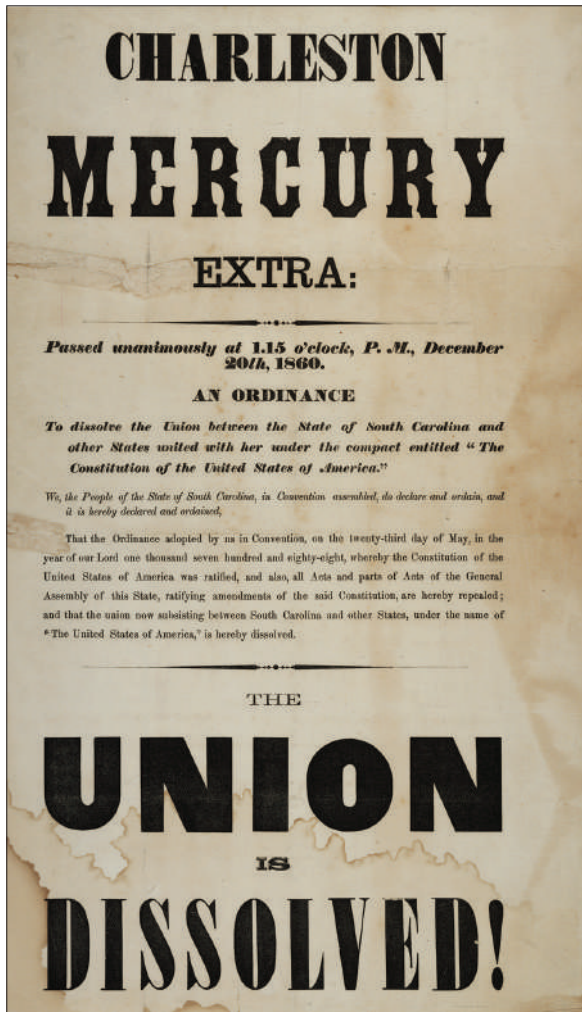 CHARLESTON
MERCURY
EXTRA:
Passed unanimously at 1.15 o'clock, P. M., December
20th, 1860.
AN ORDINANCE
To dissolve the Union between the State of South Carolina and
other States united with her under the compact entitled "The
Constitution of the United States of America."
We, the People of the State of South Carolina, in Convention assembled, do declare and ordain, and
it is hereby declared and ordained,
That the Ordinance adopted by us in Convention, on the twenty-third day of May, in the
year of our Lord one thousand seven hundred and eighty-eight, whereby the Constitution of the
United States of America was ratified, and also, all Acts and parts of Acts of the General
Assembly of this State, ratifying amendments of the said Constitution, are hereby repealed;
and that the union now subsisting between South Carolina and other States, under the name of
"The United States of America," is hereby dissolved.
THE
UNION
IS
DISSOLVED!